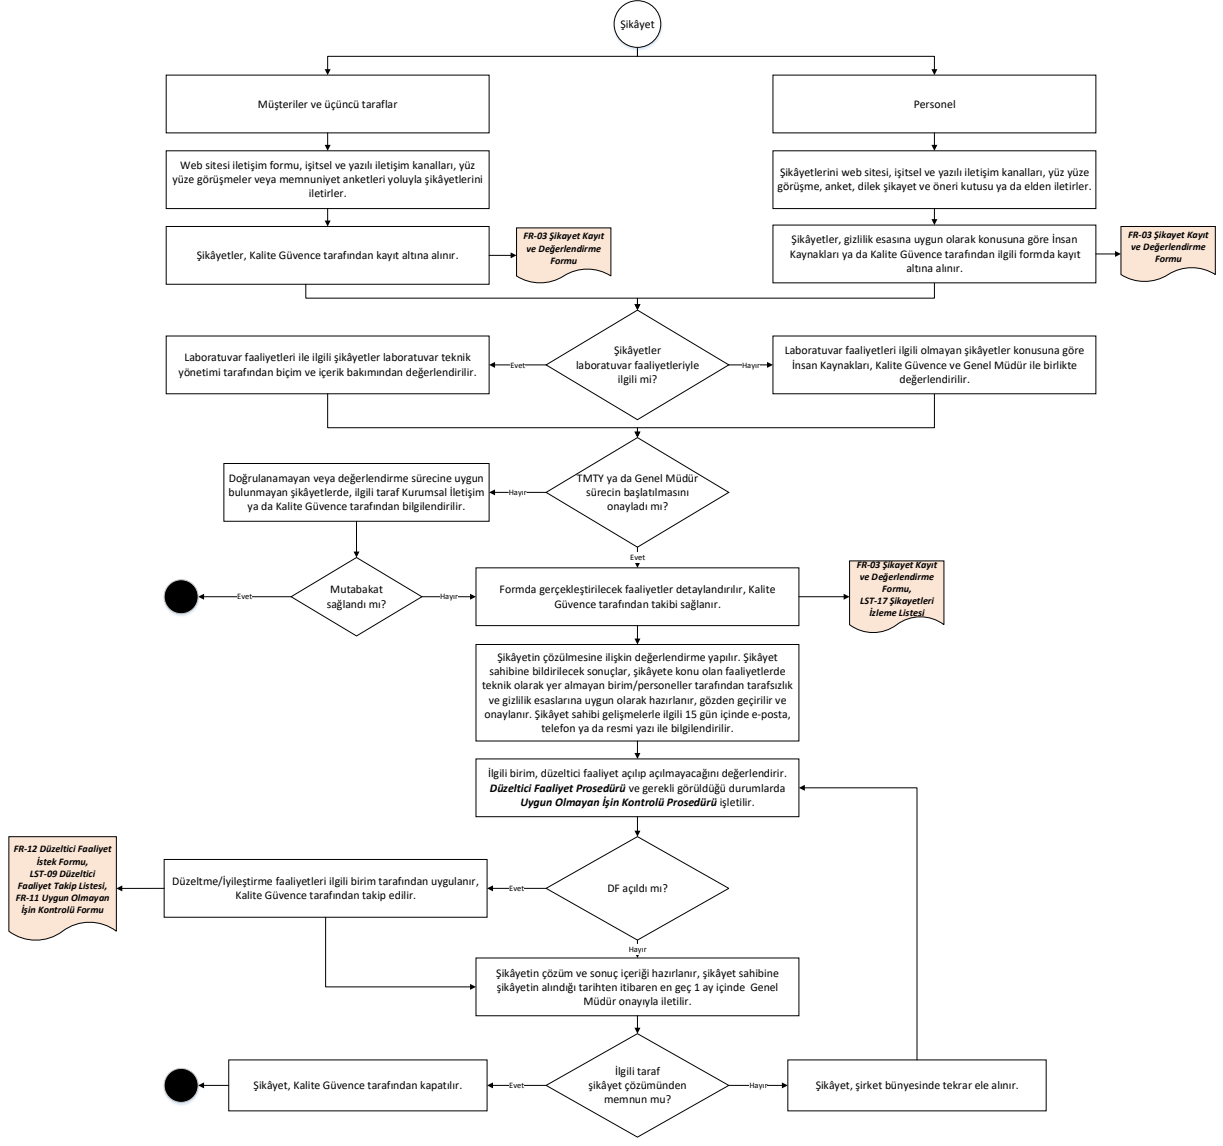 Şikâyet
Müşteriler ve üçüncü taraflar
Personel
Web sitesi iletişim formu, işitsel ve yazılı iletişim kanalları, yüz
yüze görüşmeler veya memnuniyet anketleri yoluyla şikâyetlerini
iletirler.
Şikâyetlerini web sitesi, işitsel ve yazılı iletişim kanalları, yüz yüze
görüşme, anket, dilek şikayet ve öneri kutusu ya da elden iletirler.
Şikâyetler, Kalite Güvence tarafından kayıt altına alınır.
FR-03 Şikayet Kayıt
ve Değerlendirme
Formu
Şikâyetler, gizlilik esasına uygun olarak konusuna göre İnsan
Kaynakları ya da Kalite Güvence tarafından ilgili formda kayıt
altına alınır.
FR-03 Şikayet Kayıt
ve Değerlendirme
Formu
Laboratuvar faaliyetleri ile ilgili şikâyetler laboratuvar teknik
yönetimi tarafından biçim ve içerik bakımından değerlendirilir.
Evet
Şikâyetler
laboratuvar faaliyetleriyle
ilgili mi?
Hayır
Laboratuvar faaliyetleri ilgili olmayan şikâyetler konusuna göre
İnsan Kaynakları, Kalite Güvence ve Genel Müdür ile birlikte
değerlendirilir.
Doğrulanamayan veya değerlendirme sürecine uygun
bulunmayan şikâyetlerde, ilgili taraf Kurumsal İletişim
ya da Kalite Güvence tarafından bilgilendirilir.
Hayır
TMTY ya da Genel Müdür
sürecin başlatılmasını
onayladı mı?
Evet
Evet
Mutabakat
sağlandı mı?
Hayır
Formda gerçekleştirilecek faaliyetler detaylandırılır, Kalite
Güvence tarafından takibi sağlanır.
FR-03 Şikayet Kayıt
ve Değerlendirme
Formu,
LST-17 Şikayetleri
İzleme Listesi
Şikâyetin çözülmesine ilişkin değerlendirme yapılır. Şikâyet
sahibine bildirilecek sonuçlar, şikâyete konu olan faaliyetlerde
teknik olarak yer almayan birim/personeller tarafından tarafsızlık
ve gizlilik esaslarına uygun olarak hazırlanır, gözden geçirilir ve
onaylanır. Şikâyet sahibi gelişmelerle ilgili 15 gün içinde e-posta,
telefon ya da resmi yazı ile bilgilendirilir.
İlgili birim, düzeltici faaliyet açılıp açılmayacağını değerlendirir.
Düzeltici Faaliyet Prosedürü ve gerekli görüldüğü durumlarda
Uygun Olmayan İşin Kontrolü Prosedürü işletilir.
FR-12 Düzeltici Faaliyet
İstek Formu,
LST-09 Düzeltici
Faaliyet Takip Listesi,
FR-11 Uygun Olmayan
İşin Kontrolü Formu
Düzeltme/İyileştirme faaliyetleri ilgili birim tarafından uygulanır,
Kalite Güvence tarafından takip edilir.
Evet
DF açıldı mı?
Hayır
Şikâyetin çözüm ve sonuç içeriği hazırlanır, şikâyet sahibine
şikâyetin alındığı tarihten itibaren en geç 1 ay içinde Genel
Müdür onayıyla iletilir.
Şikâyet, Kalite Güvence tarafından kapatılır.
Evet
İlgili taraf
şikâyet çözümünden
memnun mu?
Hayır
Şikâyet, şirket bünyesinde tekrar ele alınır.